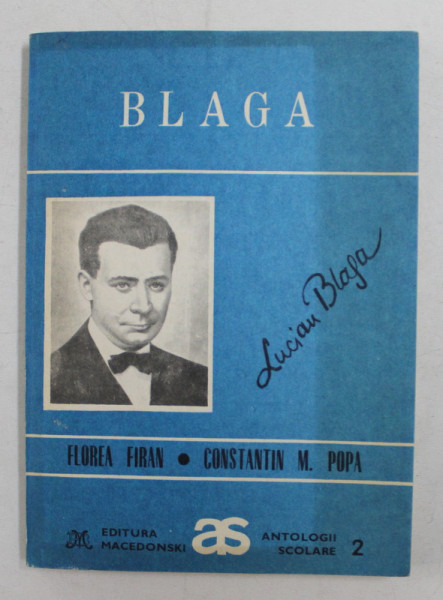 BLAGA
Lucian Blaga
FLOREA FIRAN • CONSTANTIN M. POPA
EDITURA
MACEDONSKI
as
ANTOLOGII
SCOLARE 2